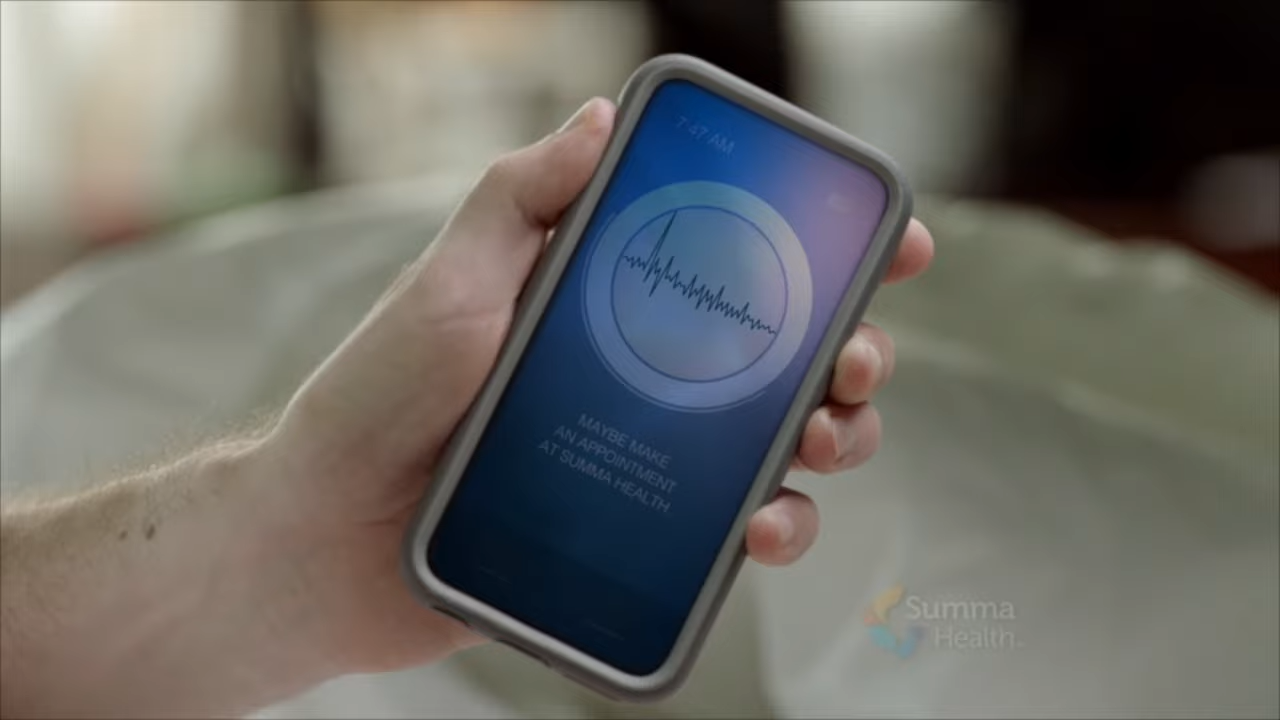 7:47 AM
MAYBE MAKE
AN APPOINTMENT
AT SUMMA HEALTH.
Summa
Health